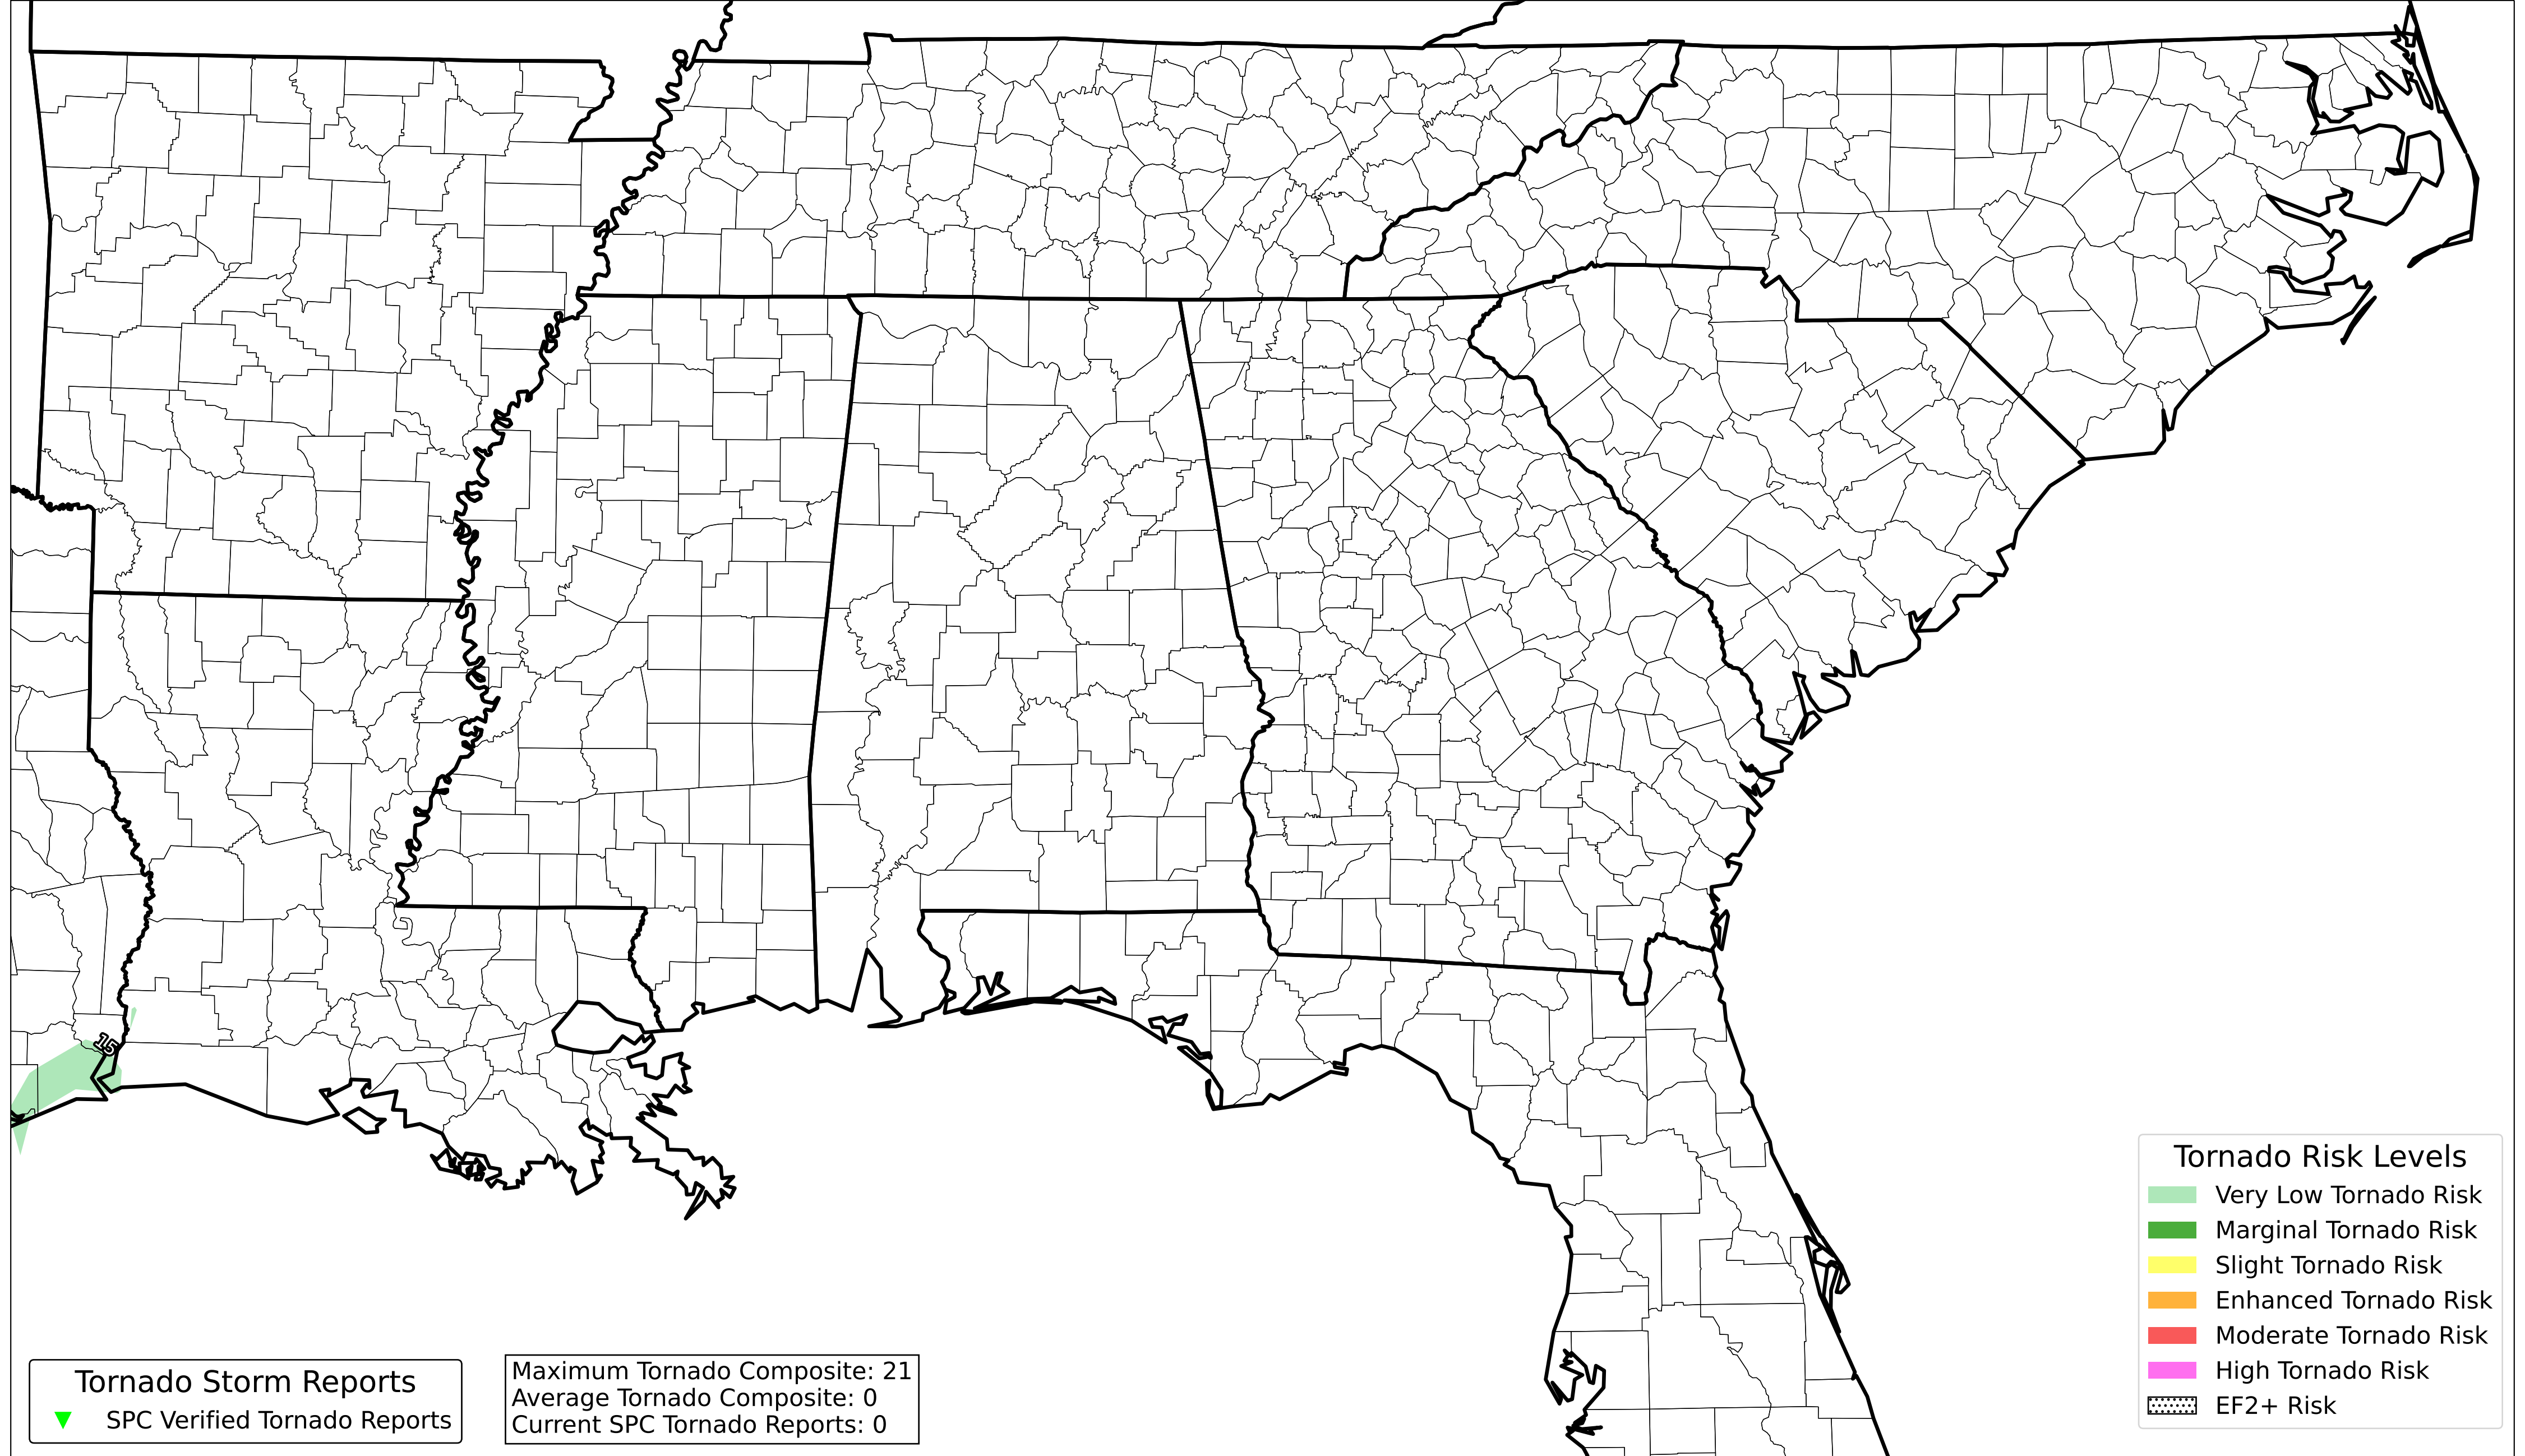 15
Tornado Risk Levels
Very Low Tornado Risk
Marginal Tornado Risk
Slight Tornado Risk
Enhanced Tornado Risk
Moderate Tornado Risk
High Tornado Risk
EF2+ Risk
Tornado Storm Reports
SPC Verified Tornado Reports
Maximum Tornado Composite: 21
Average Tornado Composite: 0
Current SPC Tornado Reports: 0